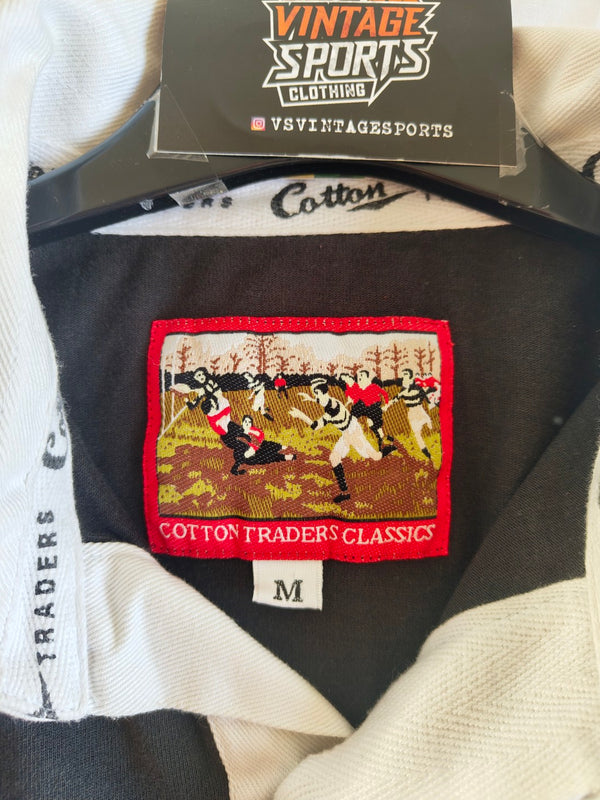 VINTAGE
SPORTS
CLOTHING
VSVINTAGESPORTS
Cotton
COTTON TRADERS CLASSICS
M
TRADERS